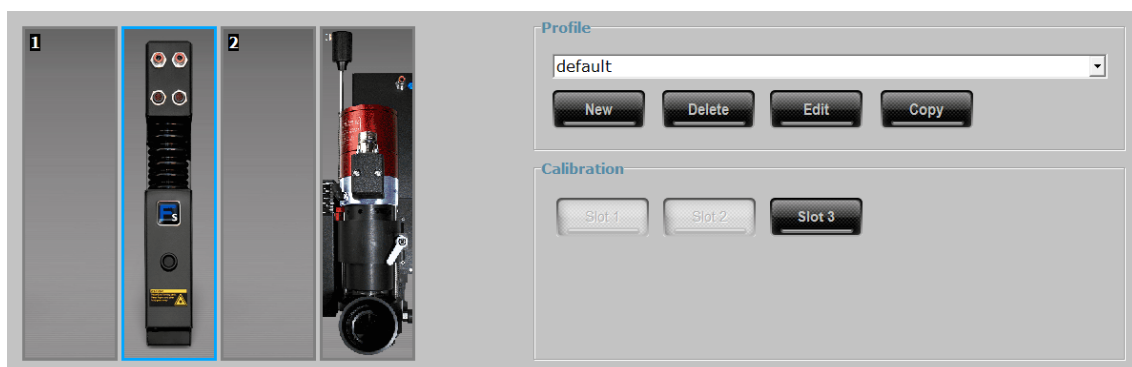 1
2
Profile
default
New Delete Edit Copy
Calibration
Slot 1 Slot 2 Slot 3